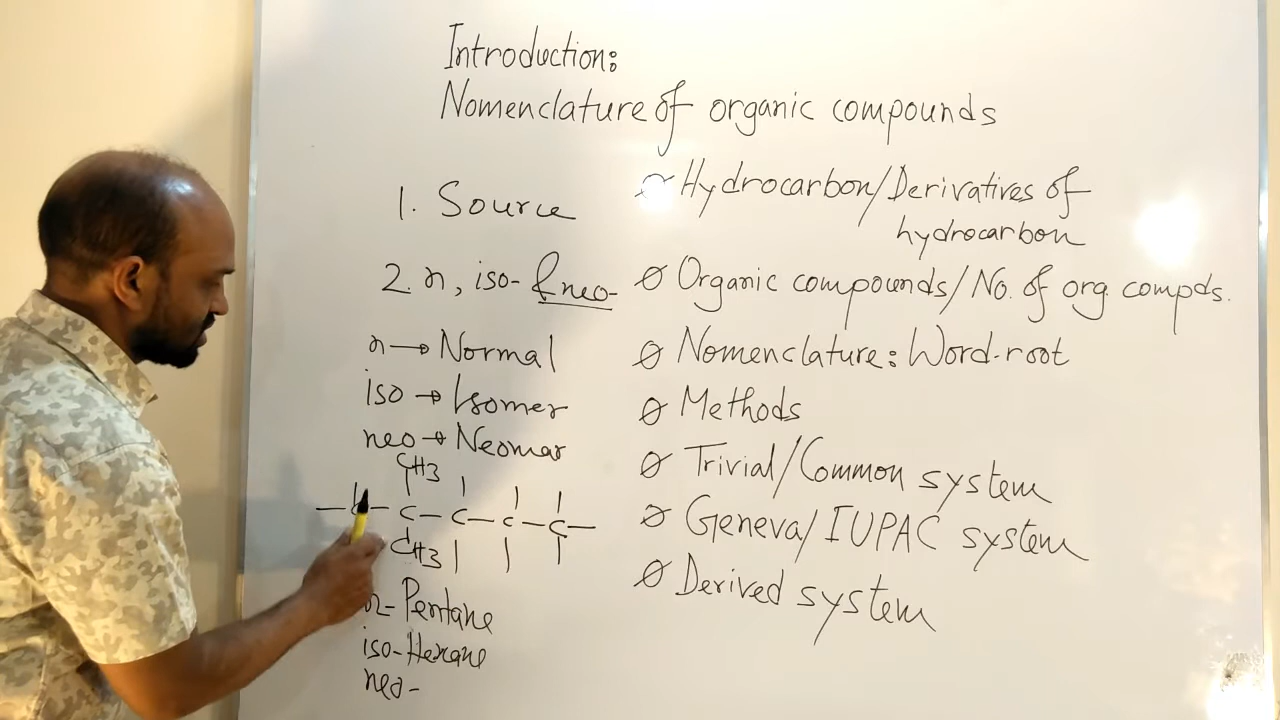 Introduction:
Nomenclature of organic compounds
1. Source
2. n, iso- & neo-
n → Normal
iso → Isomer
neo → Neomar
CH3
– C – C – C – C – C –
CH3
n- Pentane
iso-Hexane
neo-
Ø Hydrocarbon/Derivatives of
hydrocarbon
Ø Organic compounds/No. of org. compds.
Ø Nomenclature: Word-root
Ø Methods
Ø Trivial/Common system
Ø Geneva/IUPAC system
Ø Derived system